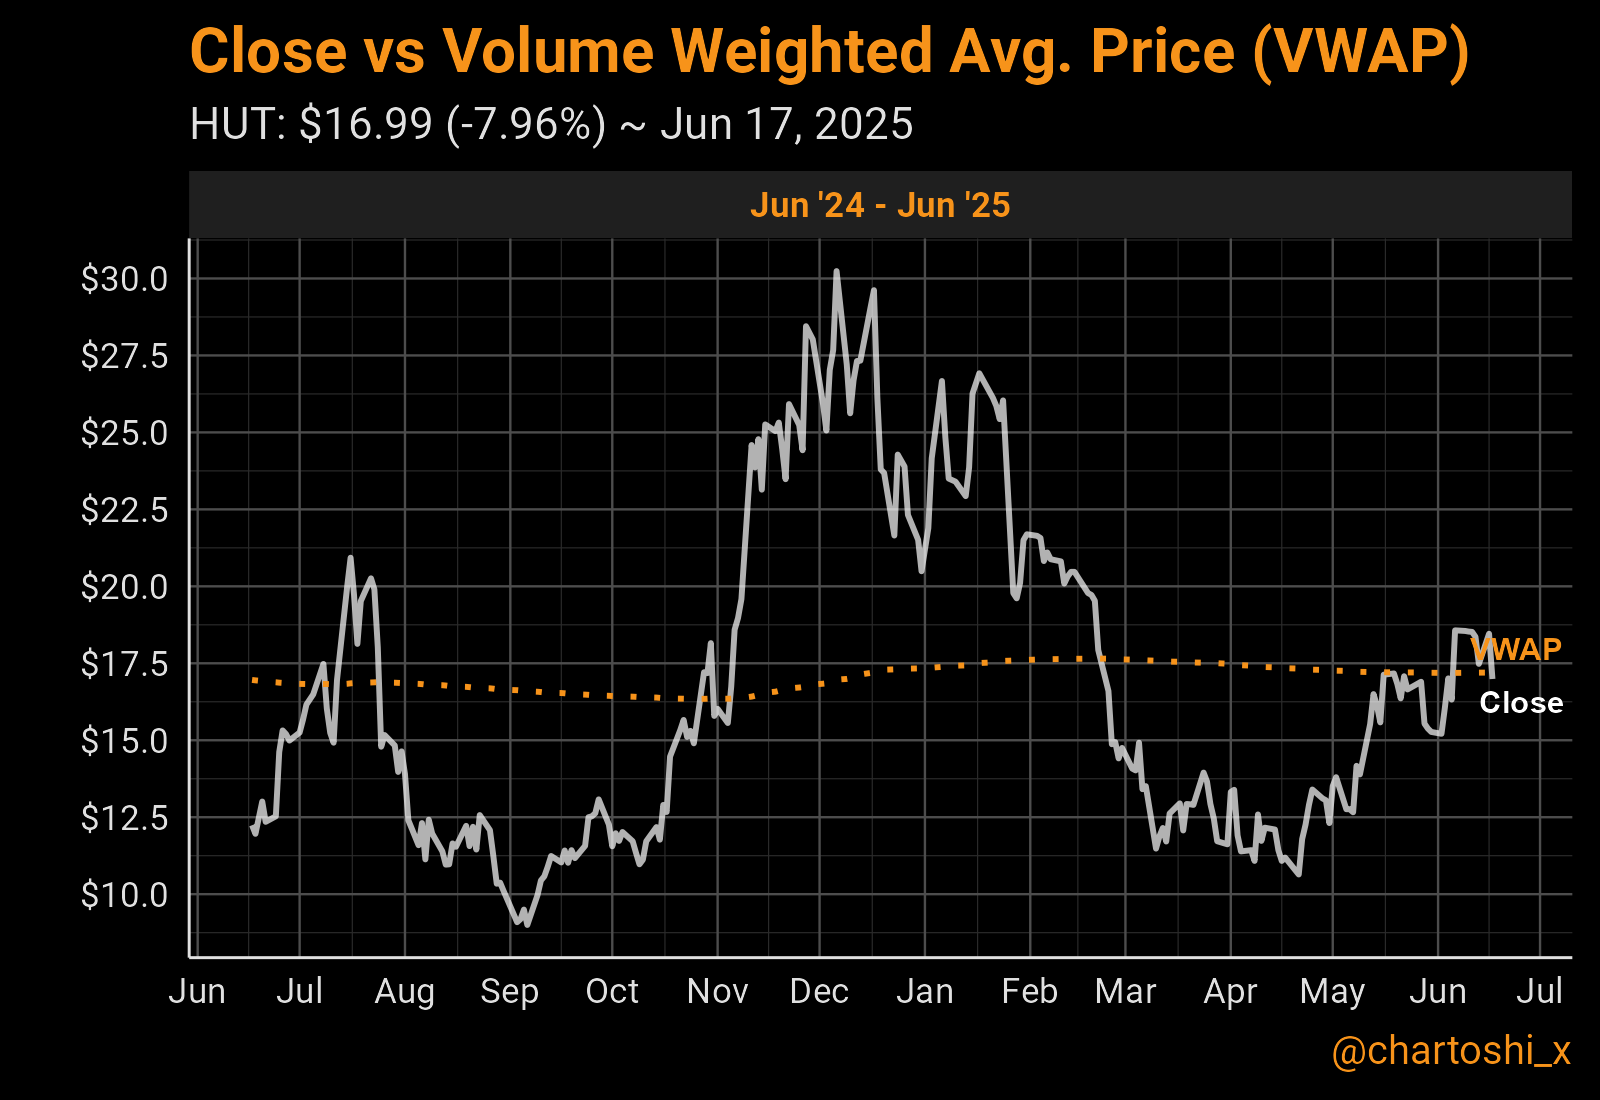 Close vs Volume Weighted Avg. Price (VWAP)
HUT: $16.99 (-7.96%) ~ Jun 17, 2025
Jun '24 - Jun '25
$30.0
$27.5
$25.0
$22.5
$20.0
$17.5
$15.0
$12.5
$10.0
VWAP
Close
Jun Jul Aug Sep Oct Nov Dec Jan Feb Mar Apr May Jun Jul
@chartoshi_x